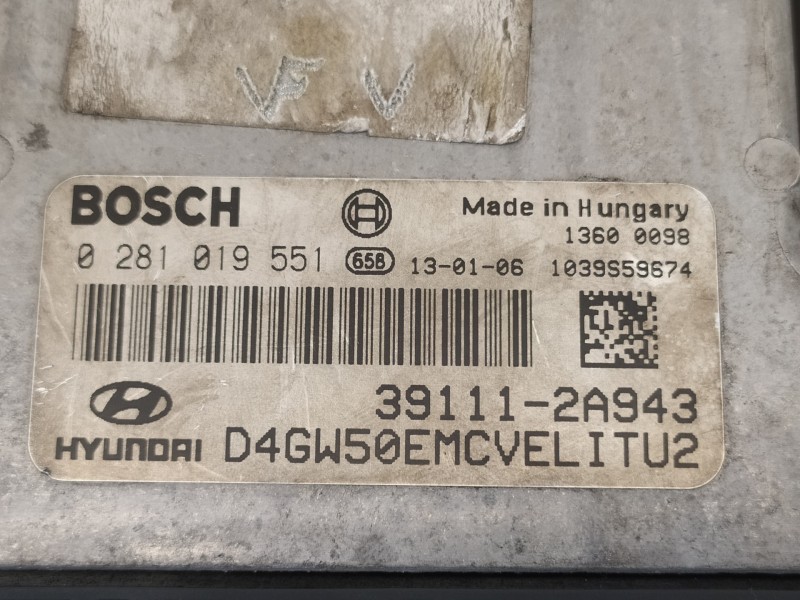 VF V
BOSCH
Made in Hungary
1360 0098
0 281 019 551 658 13-01-06 1039S59674
39111-2A943
HYUNDAI D4GW50EMCVELITU2